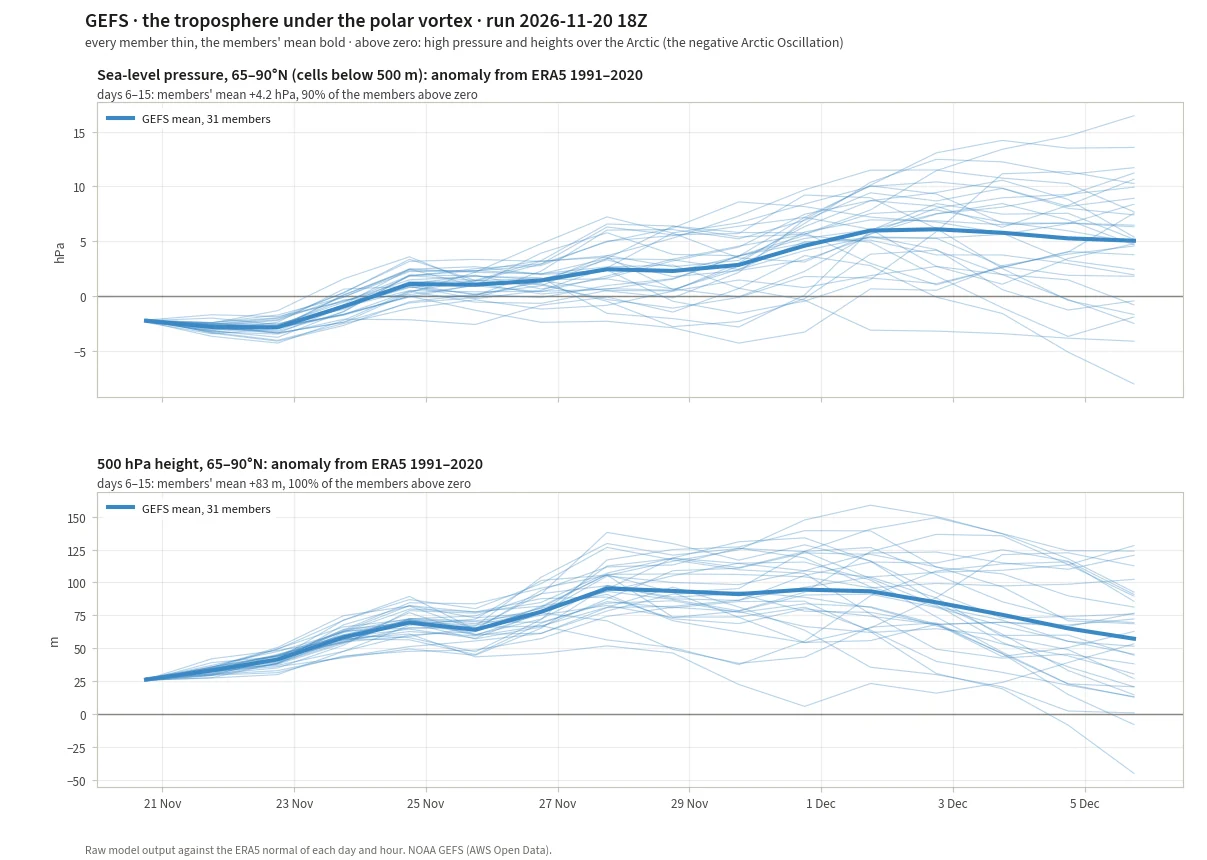 GEFS · the troposphere under the polar vortex · run 2026-11-20 18Z
every member thin, the members' mean bold · above zero: high pressure and heights over the Arctic (the negative Arctic Oscillation)
Sea-level pressure, 65–90°N (cells below 500 m): anomaly from ERA5 1991–2020
days 6–15: members' mean +4.2 hPa, 90% of the members above zero
GEFS mean, 31 members
15
10
5
0
−5
hPa
500 hPa height, 65–90°N: anomaly from ERA5 1991–2020
days 6–15: members' mean +83 m, 100% of the members above zero
GEFS mean, 31 members
150
125
100
75
50
25
0
−25
−50
m
21 Nov
23 Nov
25 Nov
27 Nov
29 Nov
1 Dec
3 Dec
5 Dec
Raw model output against the ERA5 normal of each day and hour. NOAA GEFS (AWS Open Data).